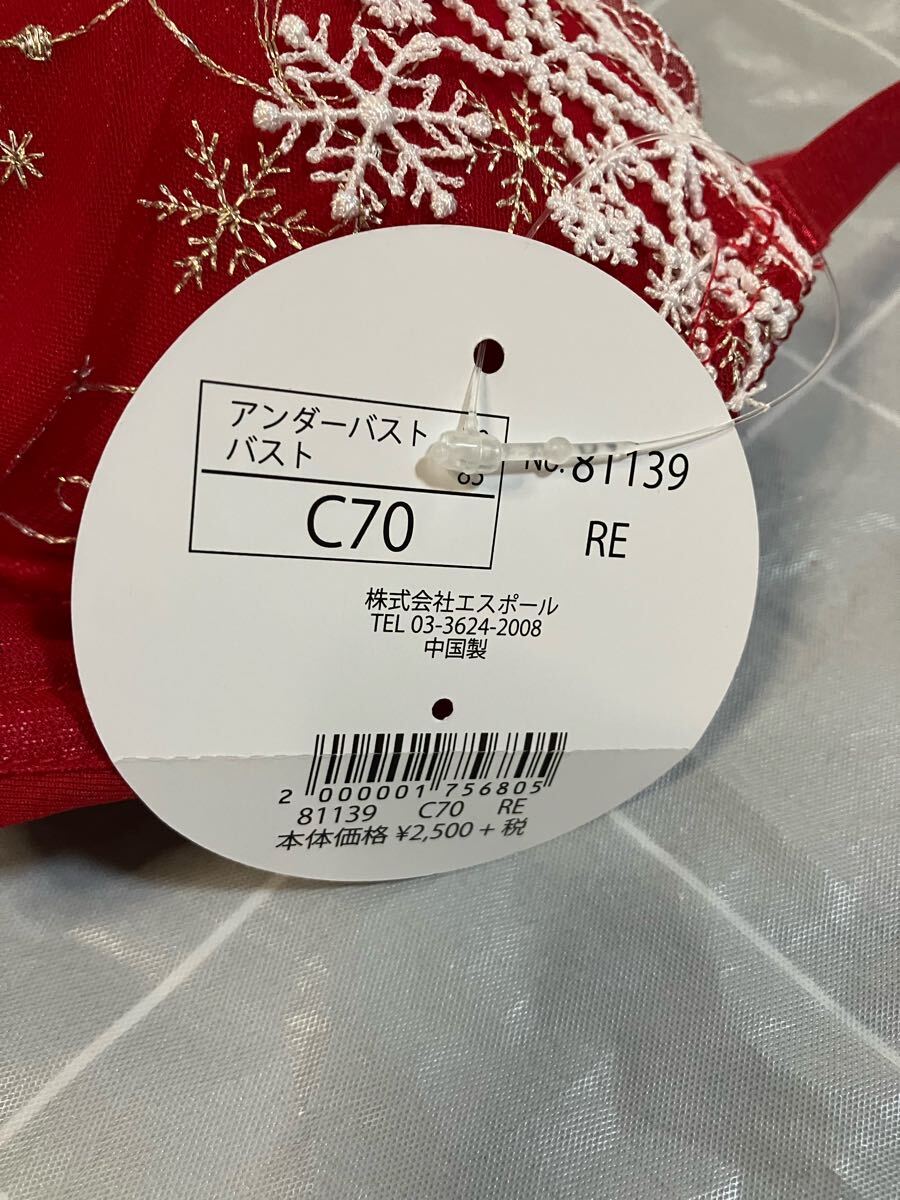 アンダーバスト
バスト 85
C70
No. 81139
RE
株式会社エスポール
TEL 03-3624-2008
中国製
2 000001 756805
81139 C70 RE
本体価格 ¥2,500 + 税